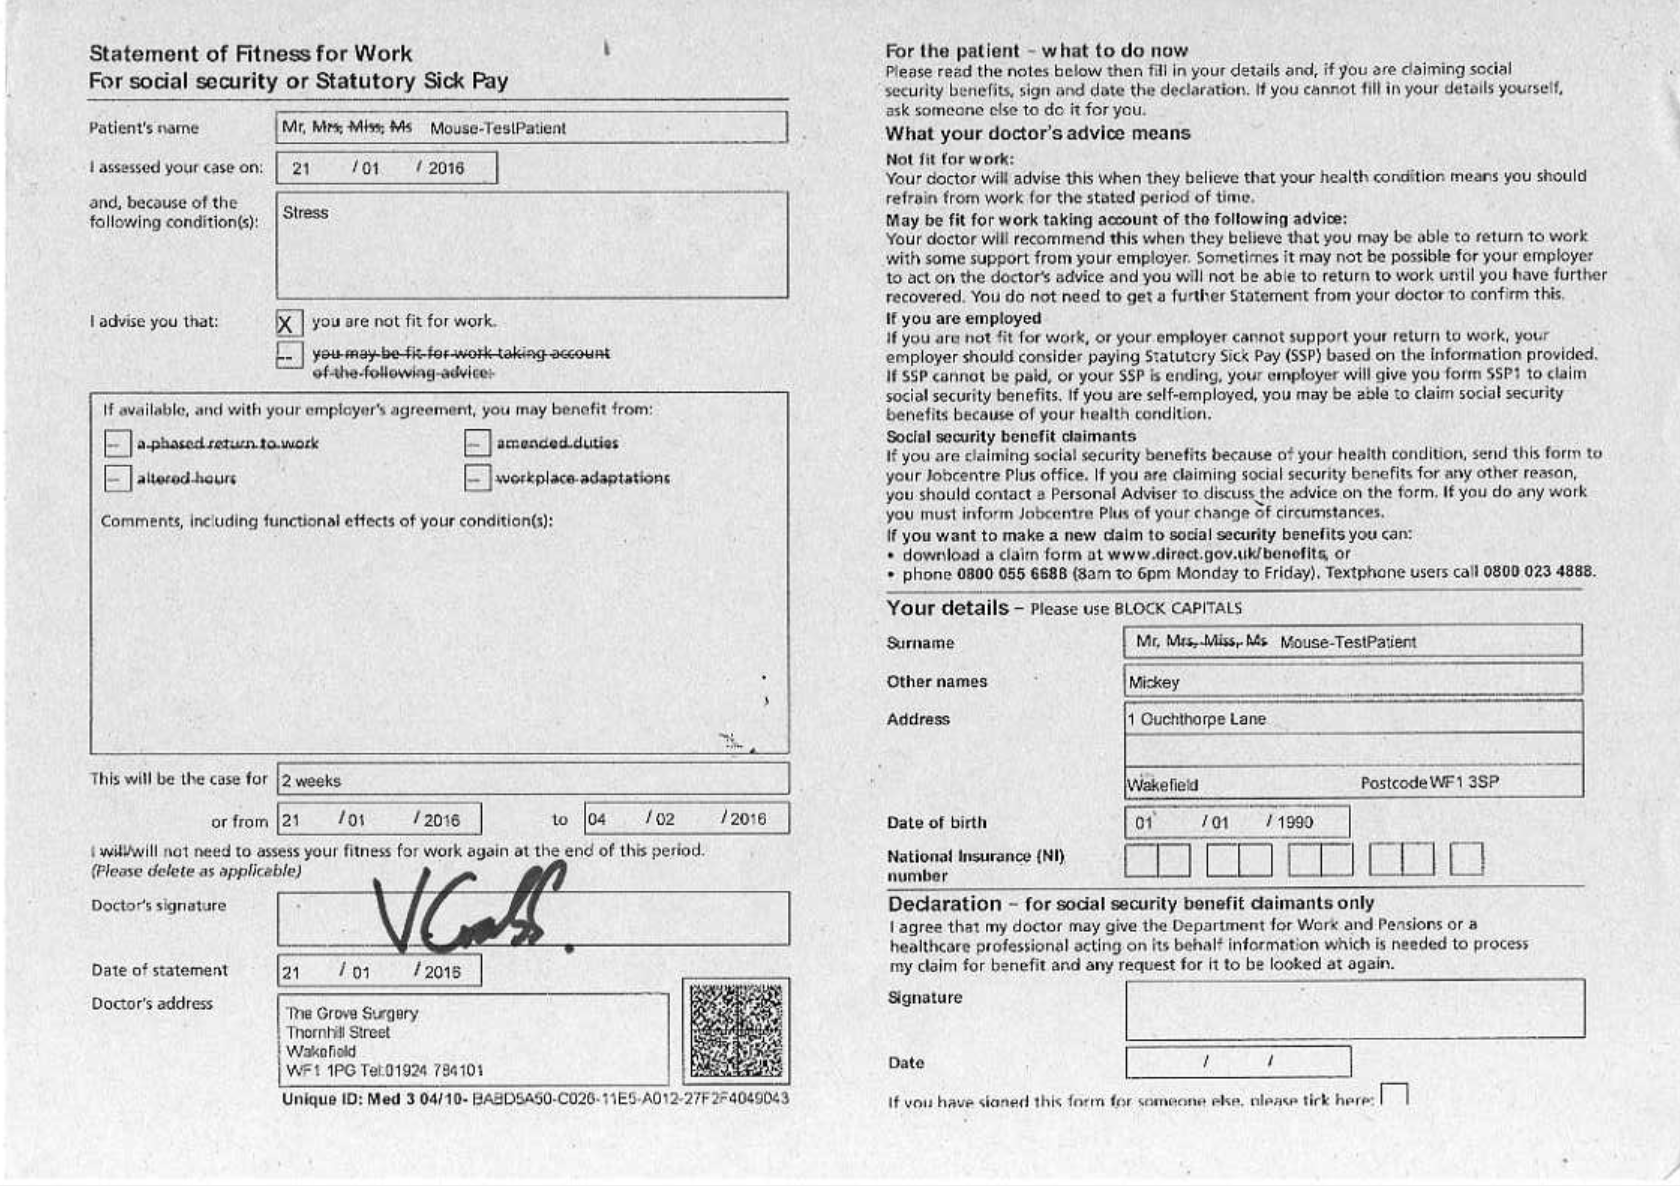 Statement of Fitness for Work
For social security or Statutory Sick Pay
Patient's name
Mr, Mrs, Miss, Ms Mouse-TestPatient
I assessed your case on:
21 / 01 / 2016
and, because of the
following condition(s):
Stress
I advise you that:
X you are not fit for work.
-- you may be fit for work taking account
of the following advice:
If available, and with your employer's agreement, you may benefit from:
-- a phased return to work
-- amended duties
-- altered hours
-- workplace adaptations
Comments, including functional effects of your condition(s):
This will be the case for
2 weeks
or from 21 / 01 / 2016 to 04 / 02 / 2016
I will/will not need to assess your fitness for work again at the end of this period.
(Please delete as applicable)
Doctor's signature
Date of statement
21 / 01 / 2016
Doctor's address
The Grove Surgery
Thornhill Street
Wakefield
WF1 1PG Tel:01924 784101
Unique ID: Med 3 04/10-
For the patient – what to do now
Please read the notes below then fill in your details and, if you are claiming social
security benefits, sign and date the declaration. If you cannot fill in your details yourself,
ask someone else to do it for you.
What your doctor's advice means
Not fit for work:
Your doctor will advise this when they believe that your health condition means you should
refrain from work for the stated period of time.
May be fit for work taking account of the following advice:
Your doctor will recommend this when they believe that you may be able to return to work
with some support from your employer. Sometimes it may not be possible for your employer
to act on the doctor's advice and you will not be able to return to work until you have further
recovered. You do not need to get a further Statement from your doctor to confirm this.
If you are employed
If you are not fit for work, or your employer cannot support your return to work, your
employer should consider paying Statutory Sick Pay (SSP) based on the information provided.
If SSP cannot be paid, or your SSP is ending, your employer will give you form SSP1 to claim
social security benefits. If you are self-employed, you may be able to claim social security
benefits because of your health condition.
Social security benefit claimants
If you are claiming social security benefits because of your health condition, send this form to
your Jobcentre Plus office. If you are claiming social security benefits for any other reason,
you should contact a Personal Adviser to discuss the advice on the form. If you do any work
you must inform Jobcentre Plus of your change of circumstances.
If you want to make a new claim to social security benefits you can:
• download a claim form at www.direct.gov.uk/benefits, or
• phone 0800 055 6688 (8am to 6pm Monday to Friday). Textphone users call 0800 023 4888.
Your details – Please use BLOCK CAPITALS
Surname
Mr, Mrs, Miss, Ms Mouse-TestPatient
Other names
Mickey
Address
1 Ouchthorpe Lane
Wakefield Postcode WF1 3SP
Date of birth
01 / 01 / 1990
National Insurance (NI)
number
Declaration – for social security benefit claimants only
I agree that my doctor may give the Department for Work and Pensions or a
healthcare professional acting on its behalf information which is needed to process
my claim for benefit and any request for it to be looked at again.
Signature
Date
/ /
If you have signed this form for someone else, please tick here: